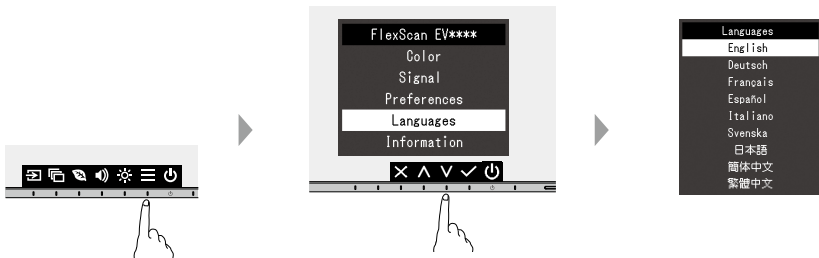 FlexScan EV****
Color
Signal
Preferences
Languages
Information
Languages
English
Deutsch
Français
Español
Italiano
Svenska
日本語
簡体中文
繁體中文